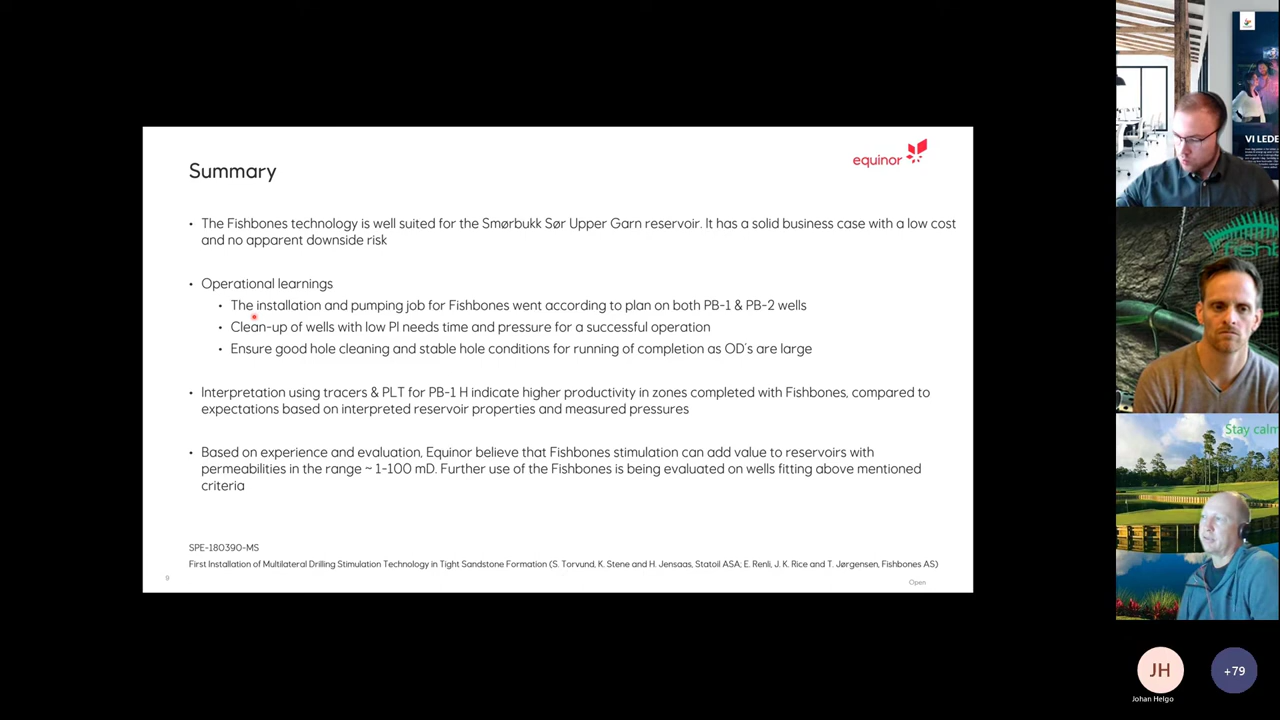 Summary
equinor
• The Fishbones technology is well suited for the Smørbukk Sør Upper Garn reservoir. It has a solid business case with a low cost
and no apparent downside risk
• Operational learnings
• The installation and pumping job for Fishbones went according to plan on both PB-1 & PB-2 wells
• Clean-up of wells with low PI needs time and pressure for a successful operation
• Ensure good hole cleaning and stable hole conditions for running of completion as OD's are large
• Interpretation using tracers & PLT for PB-1 H indicate higher productivity in zones completed with Fishbones, compared to
expectations based on interpreted reservoir properties and measured pressures
• Based on experience and evaluation, Equinor believe that Fishbones stimulation can add value to reservoirs with
permeabilities in the range ~ 1-100 mD. Further use of the Fishbones is being evaluated on wells fitting above mentioned
criteria
SPE-180390-MS
First Installation of Multilateral Drilling Stimulation Technology in Tight Sandstone Formation (S. Torvund, K. Stene and H. Jensaas, Statoil ASA; E. Renli, J. K. Rice and T. Jørgensen, Fishbones AS)
9
Open
VI LEDE
fishb
Stay calm
JH
+79
Johan Helgo